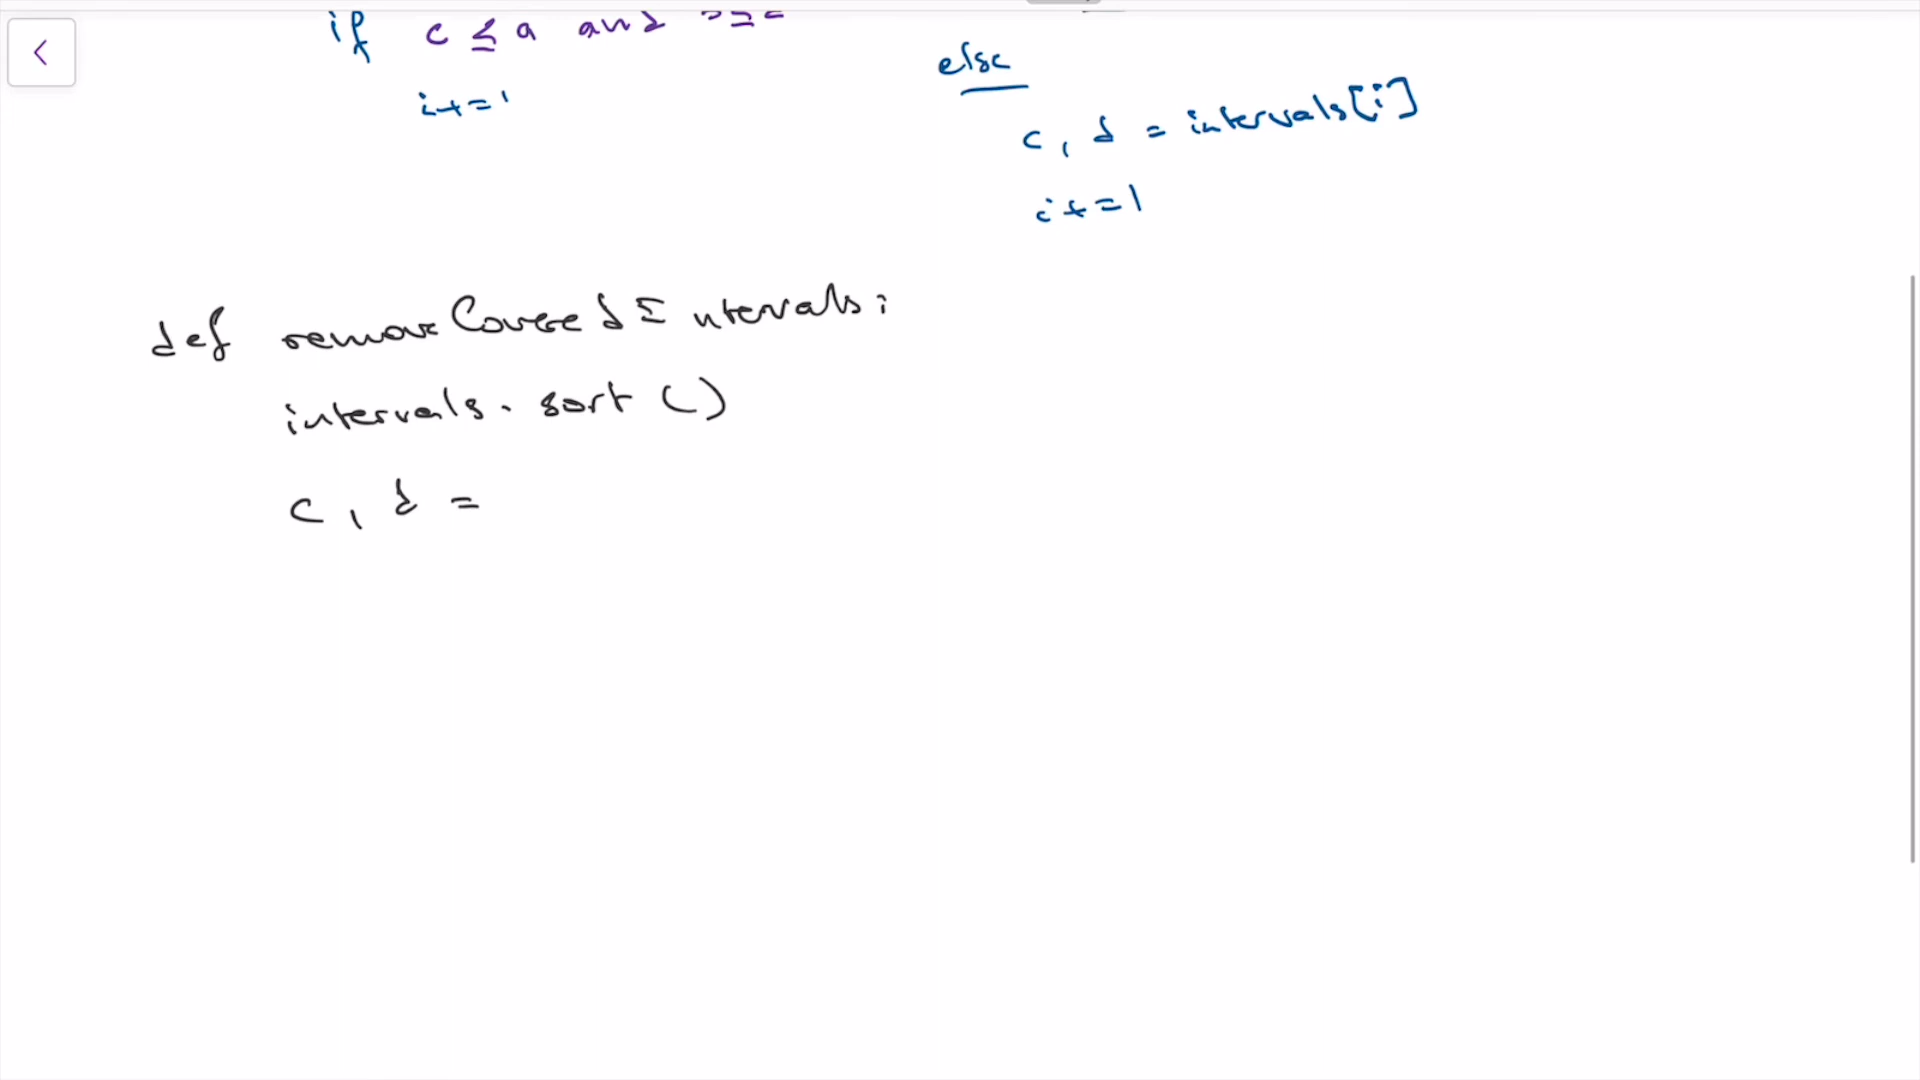 if c ≤ a and
i+=1
else
c, d = intervals[i]
i+=1
def removeCoveredIntervals:
intervals.sort()
c, d =